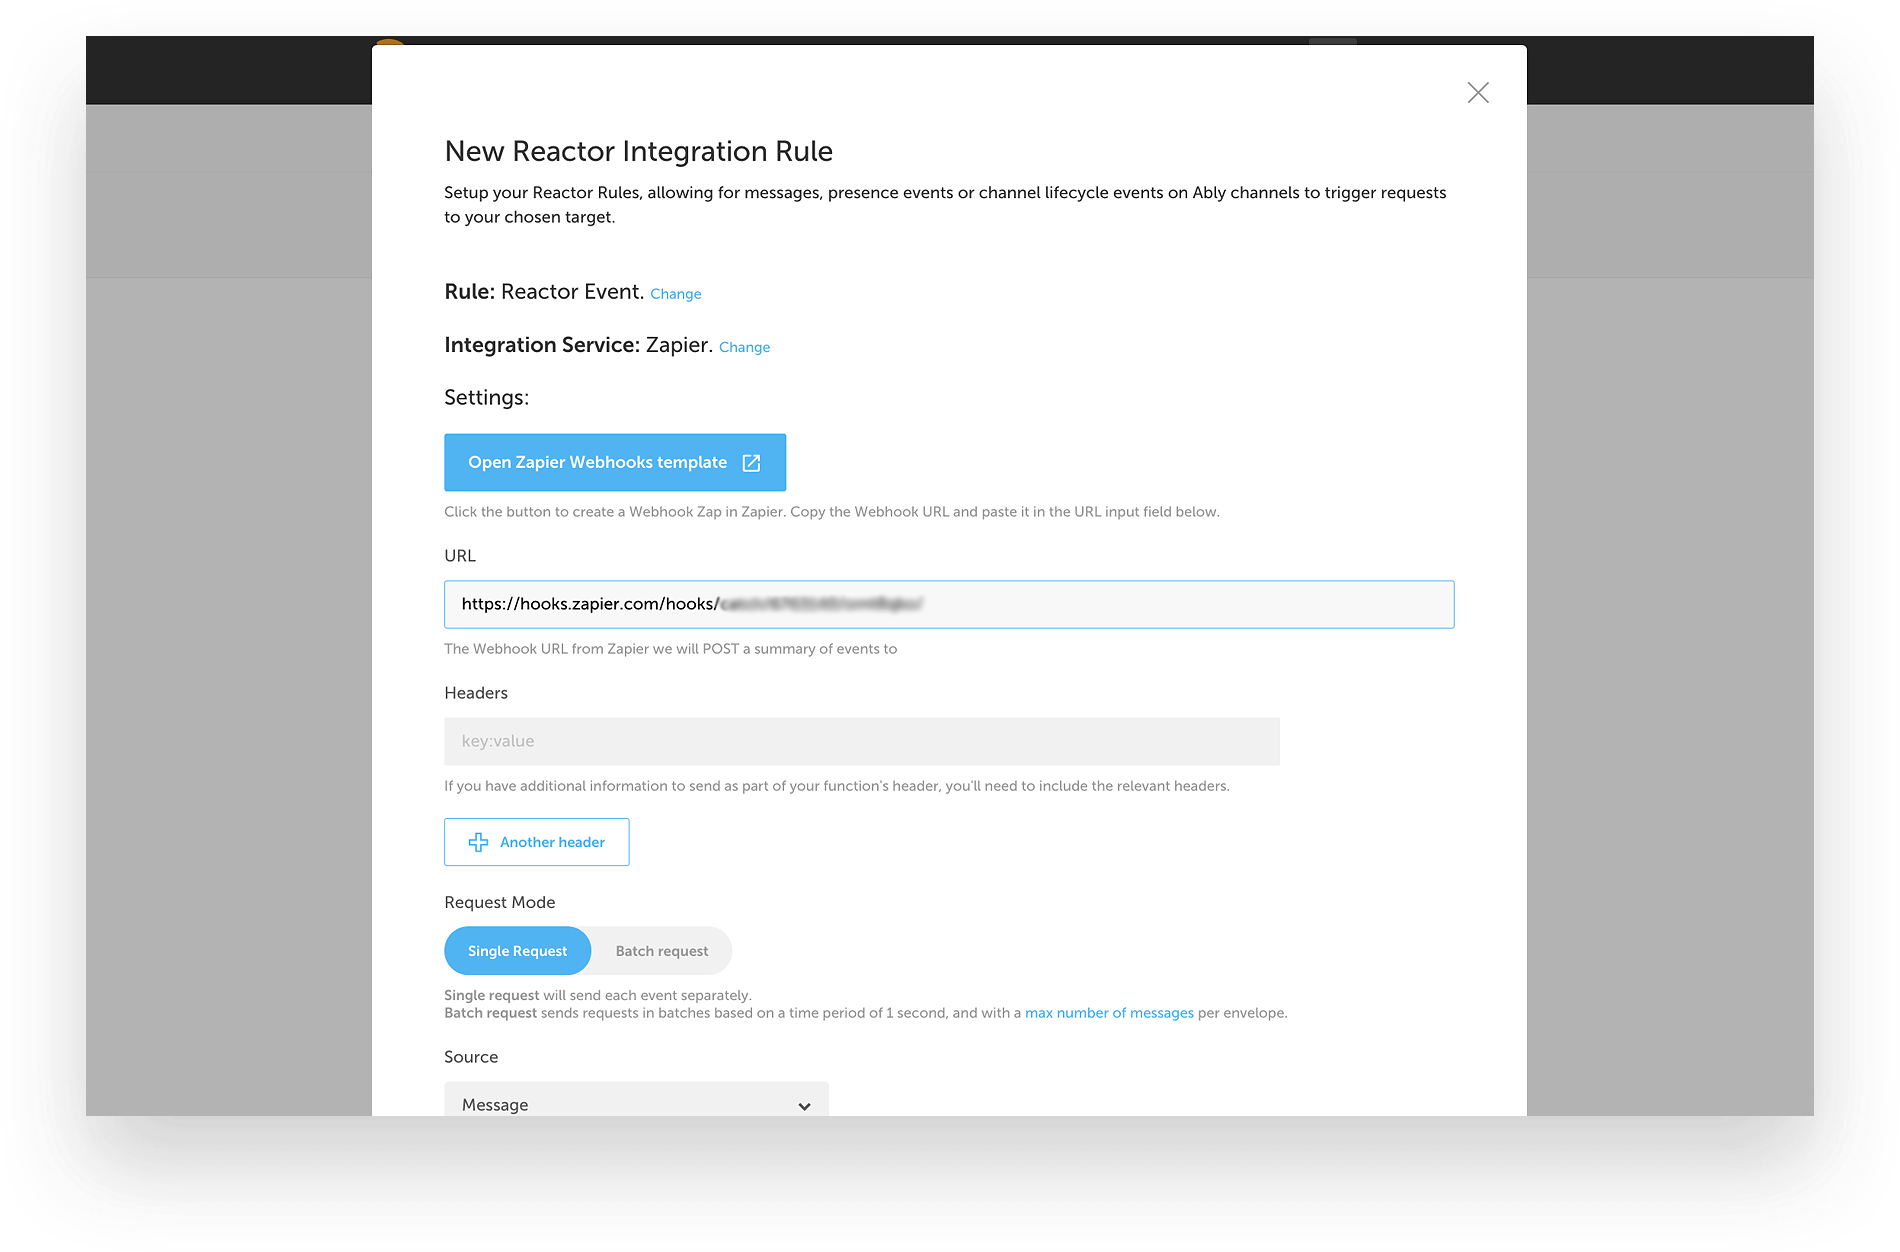 New Reactor Integration Rule
Setup your Reactor Rules, allowing for messages, presence events or channel lifecycle events on Ably channels to trigger requests
to your chosen target.
Rule: Reactor Event. Change
Integration Service: Zapier. Change
Settings:
Open Zapier Webhooks template
Click the button to create a Webhook Zap in Zapier. Copy the Webhook URL and paste it in the URL input field below.
URL
https://hooks.zapier.com/hooks/
The Webhook URL from Zapier we will POST a summary of events to
Headers
key:value
If you have additional information to send as part of your function's header, you'll need to include the relevant headers.
Another header
Request Mode
Single Request Batch request
Single request will send each event separately.
Batch request sends requests in batches based on a time period of 1 second, and with a max number of messages per envelope.
Source
Message